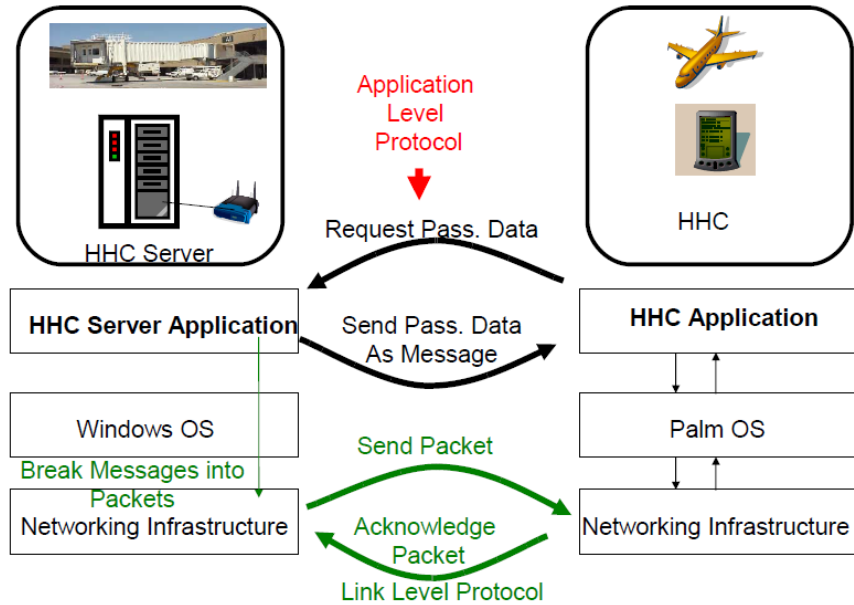 Application
Level
Protocol
HHC Server
Request Pass. Data
HHC
HHC Server Application
Send Pass. Data
As Message
HHC Application
Windows OS
Palm OS
Break Messages into
Packets
Send Packet
Networking Infrastructure
Acknowledge
Packet
Networking Infrastructure
Link Level Protocol